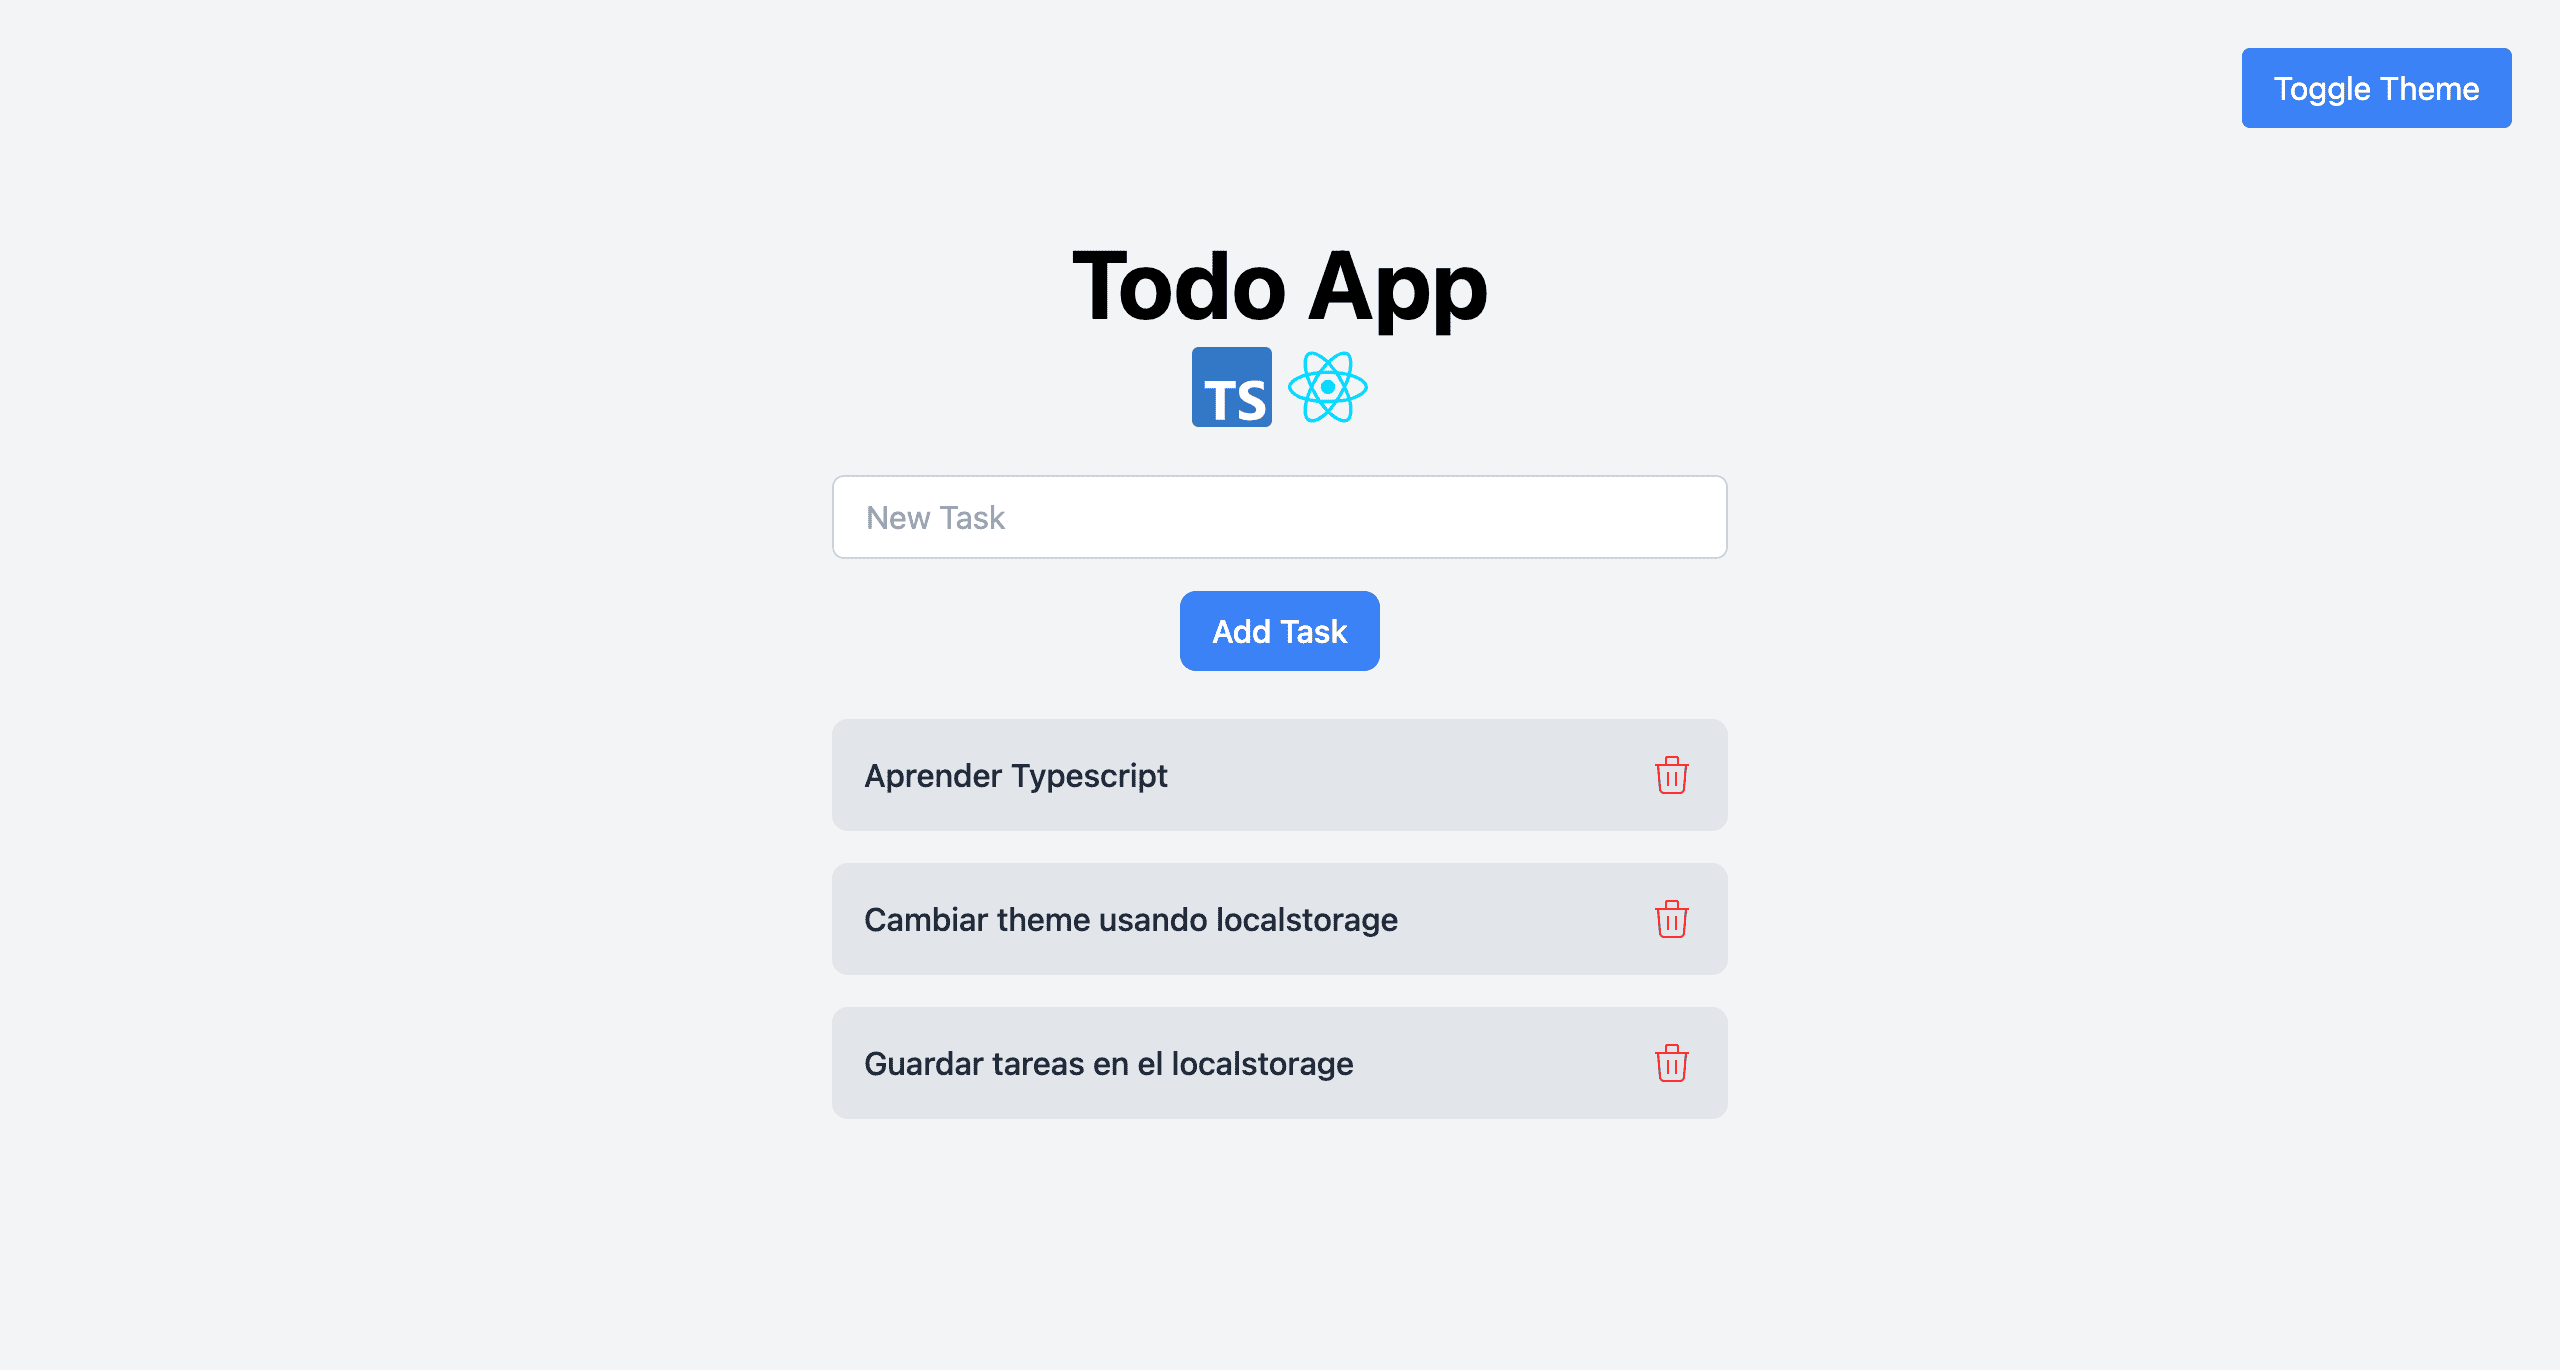 Toggle Theme
Todo App
TS
New Task
Add Task
Aprender Typescript
Cambiar theme usando localstorage
Guardar tareas en el localstorage